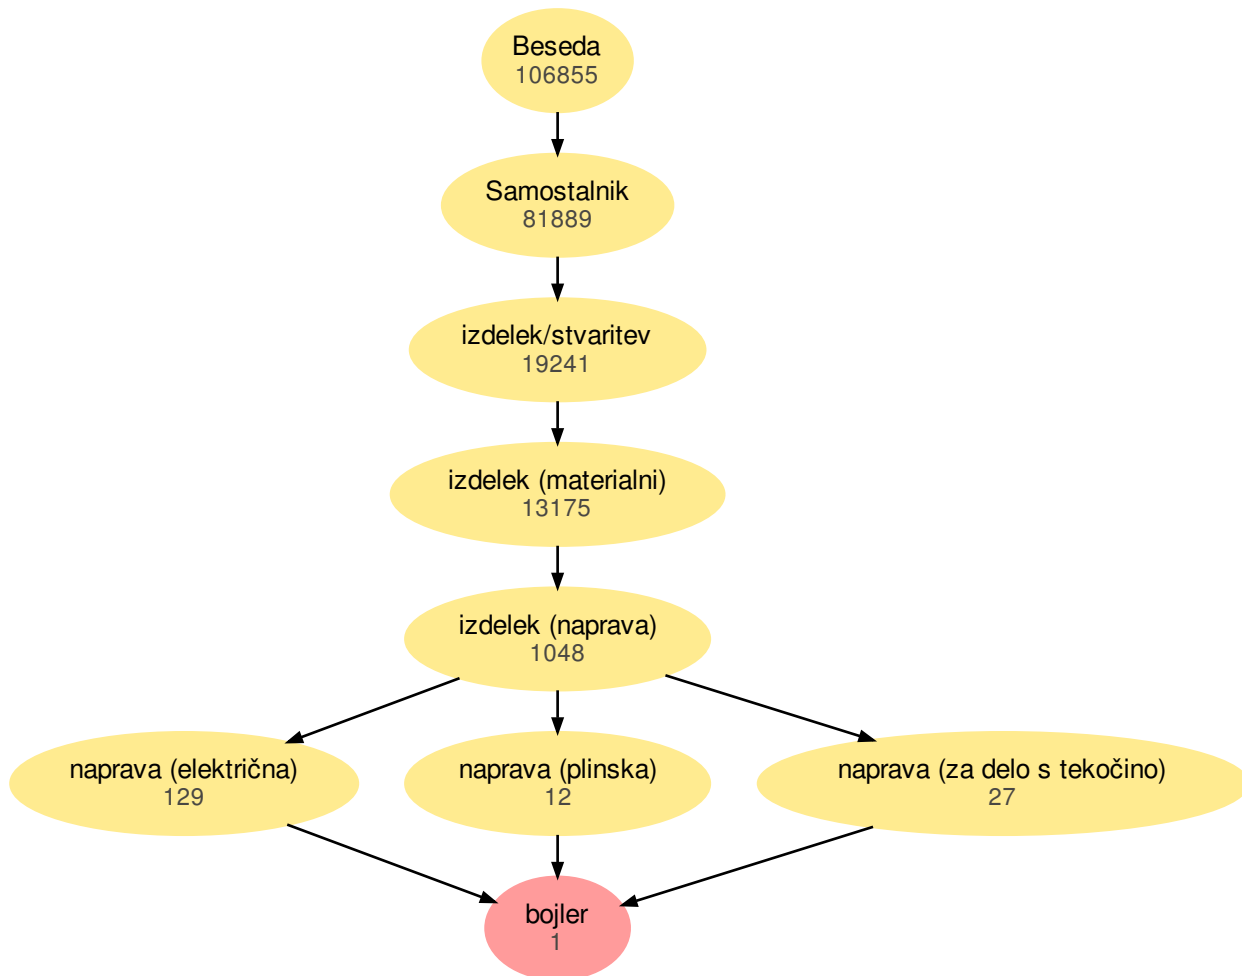 Beseda
106855
Samostalnik
81889
izdelek/stvaritev
19241
izdelek (materialni)
13175
izdelek (naprava)
1048
naprava (električna)
129
naprava (plinska)
12
naprava (za delo s tekočino)
27
bojler
1